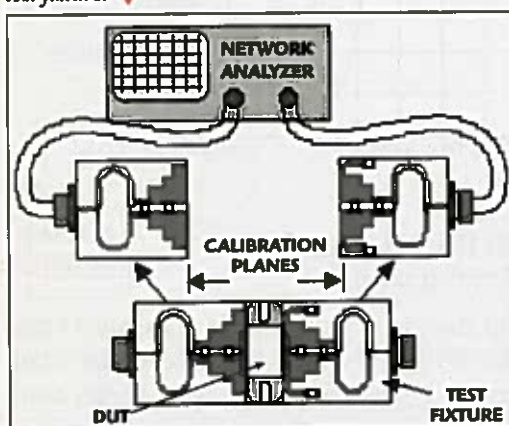 NETWORK
ANALYZER
CALIBRATION
PLANES
DUT
TEST
FIXTURE